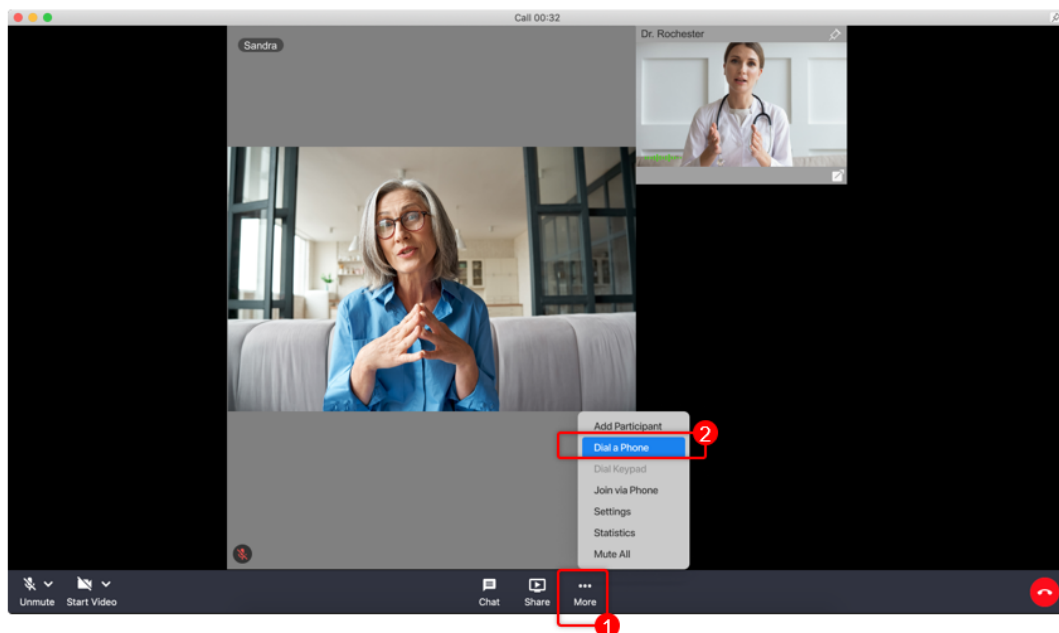 Call 00:32
Sandra
Dr. Rochester
Add Participant
2
Dial a Phone
Dial Keypad
Join via Phone
Settings
Statistics
Mute All
Unmute
Start Video
Chat
Share
More
1